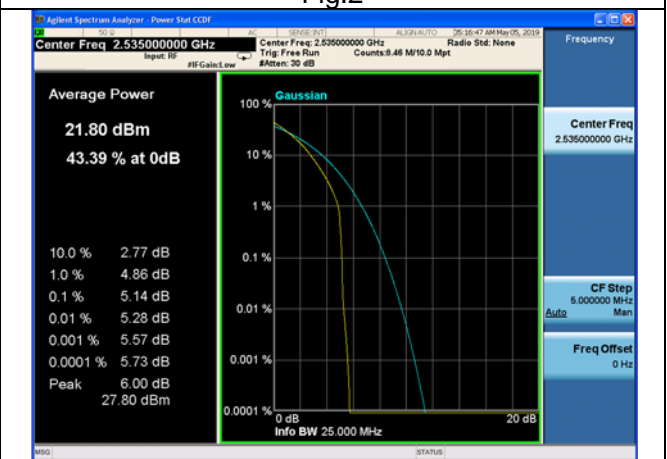 Fig.2
Agilent Spectrum Analyzer - Power Stat CCDF
50 Ω AC SENSE:INT ALIGN AUTO 05:16:47 AM May 05, 2019
Center Freq 2.535000000 GHz
Input: RF
#IFGain:Low
Center Freq: 2.535000000 GHz
Radio Std: None
Trig: Free Run
Counts:8.46 M/10.0 Mpt
#Atten: 30 dB
Frequency
Average Power
21.80 dBm
43.39 % at 0dB
10.0 % 2.77 dB
1.0 % 4.86 dB
0.1 % 5.14 dB
0.01 % 5.28 dB
0.001 % 5.57 dB
0.0001 % 5.73 dB
Peak 6.00 dB
27.80 dBm
Gaussian
100 %
10 %
1 %
0.1 %
0.01 %
0.001 %
0.0001 %
0 dB
20 dB
Info BW 25.000 MHz
Center Freq
2.535000000 GHz
CF Step
5.000000 MHz
Auto Man
Freq Offset
0 Hz
MSG STATUS